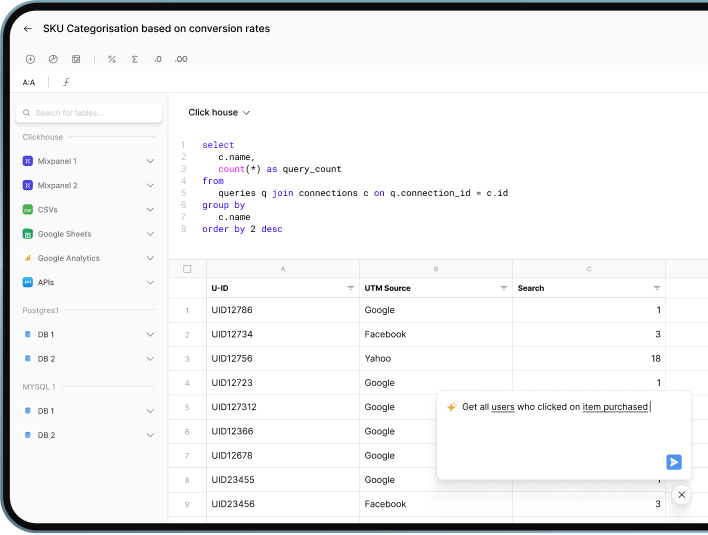 SKU Categorisation based on conversion rates
% Σ .0 .00
A:A f
Search for tables...
Clickhouse
Mixpanel 1
Mixpanel 2
CSVs
Google Sheets
Google Analytics
APIs
Postgres1
DB 1
DB 2
MYSQL 1
DB 1
DB 2
Click house
1 select
2 c.name,
3 count(*) as query_count
4 from
5 queries q join connections c on q.connection_id = c.id
6 group by
7 c.name
8 order by 2 desc
A B C
U-ID UTM Source Search
1 UID12786 Google 1
2 UID12734 Facebook 3
3 UID12756 Yahoo 18
4 UID12723 Google 1
5 UID127312 Google
6 UID12366 Google
7 UID12678 Google
8 UID23455 Google
9 UID23456 Facebook 3
Get all users who clicked on item purchased